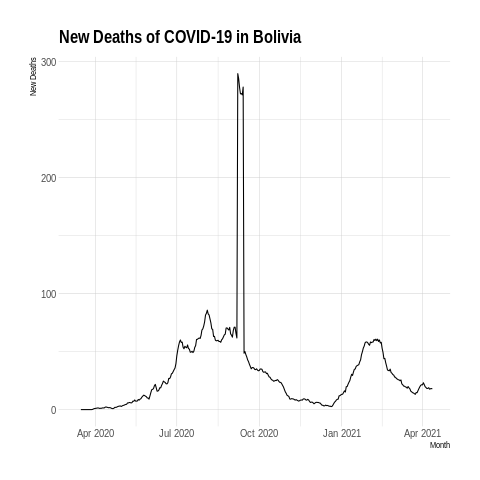 New Deaths of COVID-19 in Bolivia
New Deaths
300
200
100
0
Apr 2020 Jul 2020 Oct 2020 Jan 2021 Apr 2021
Month